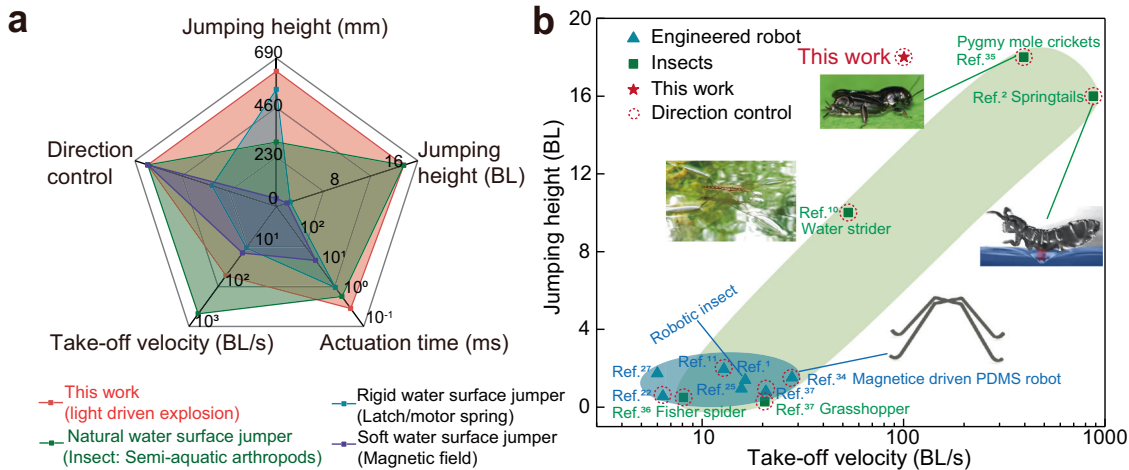 a
Jumping height (mm)
690
460
230
0
Direction
control
16
8
Jumping
height (BL)
10²
10¹
10⁰
10⁻¹
10¹
10²
10³
Take-off velocity (BL/s)
Actuation time (ms)
This work
(light driven explosion)
Natural water surface jumper
(Insect: Semi-aquatic arthropods)
Rigid water surface jumper
(Latch/motor spring)
Soft water surface jumper
(Magnetic field)
b
Jumping height (BL)
20
16
12
8
4
0
Engineered robot
Insects
This work
Direction control
This work
Pygmy mole crickets
Ref.³⁵
Ref.² Springtails
Ref.¹⁰
Water strider
Robotic insect
Ref.²⁷
Ref.¹¹
Ref.¹
Ref.²²
Ref.²⁵
Ref.³⁷
Ref.³⁴ Magnetice driven PDMS robot
Ref.³⁶ Fisher spider
Ref.³⁷ Grasshopper
10
100
1000
Take-off velocity (BL/s)